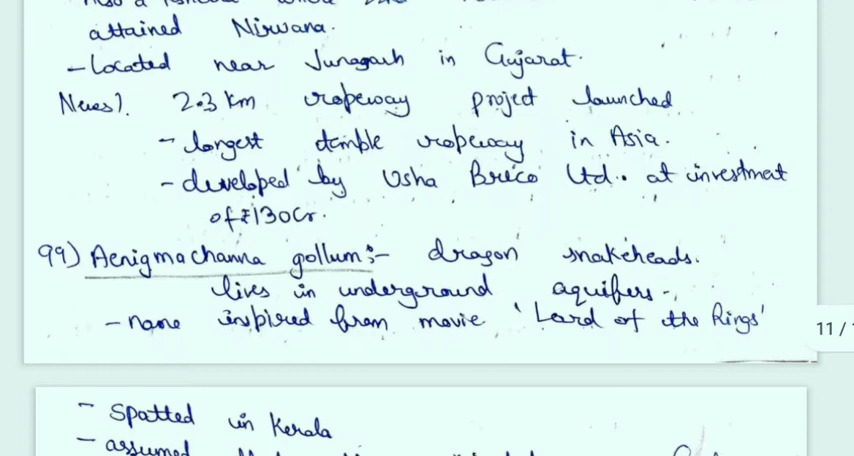 attained Nirwana.
- Located near Junagarh in Gujarat.
News). 2.3 km ropeway project launched
- longest temple ropeway in Asia.
- developed by Usha Breco Ltd. at investment
of ₹130Cr.
99) Aenigmachanna gollum:- dragon snakeheads.
lives in underground aquifers-,
- name inspired from movie 'Lord of the Rings'
11 /
- Spotted in Kerala
- assumed